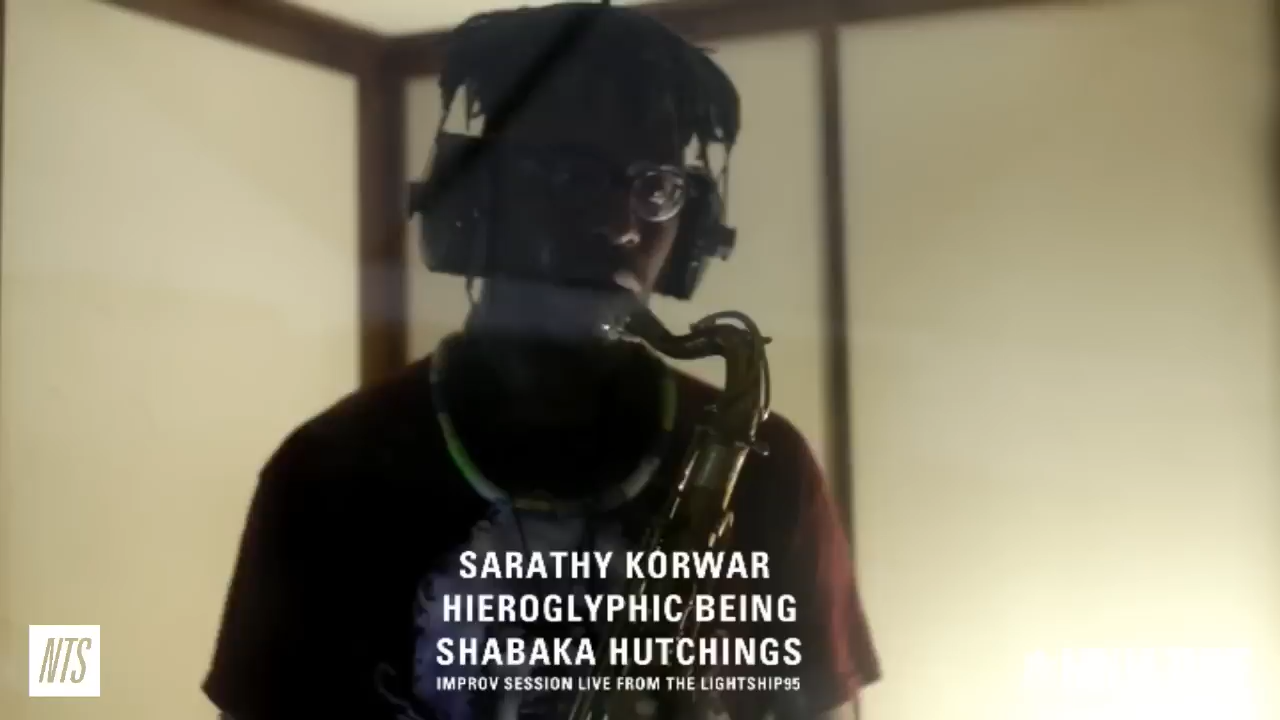 SARATHY KORWAR
HIEROGLYPHIC BEING
SHABAKA HUTCHINGS
IMPROV SESSION LIVE FROM THE LIGHTSHIP95
NTS